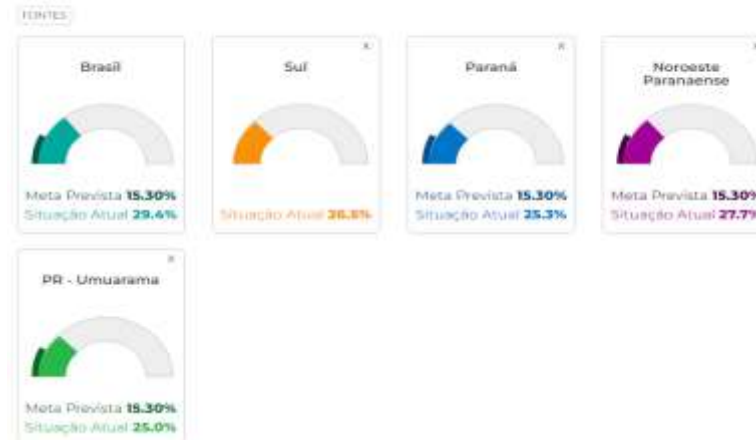 FONTES
x
x
x
Brasil
Sul
Paraná
Noroeste
Paranaense
Meta Prevista 15.30%
Situação Atual 29.4%
Situação Atual 26.8%
Meta Prevista 15.30%
Situação Atual 25.3%
Meta Prevista 15.30%
Situação Atual 27.7%
x
PR - Umuarama
Meta Prevista 15.30%
Situação Atual 25.0%